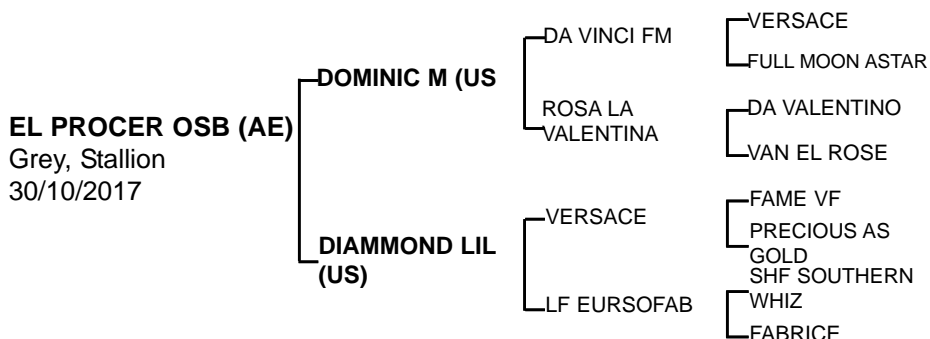 EL PROCER OSB (AE)
Grey, Stallion
30/10/2017
DOMINIC M (US
DIAMMOND LIL
(US)
DA VINCI FM
ROSA LA
VALENTINA
VERSACE
LF EURSOFAB
VERSACE
FULL MOON ASTAR
DA VALENTINO
VAN EL ROSE
FAME VF
PRECIOUS AS
GOLD
SHF SOUTHERN
WHIZ
FABRICE